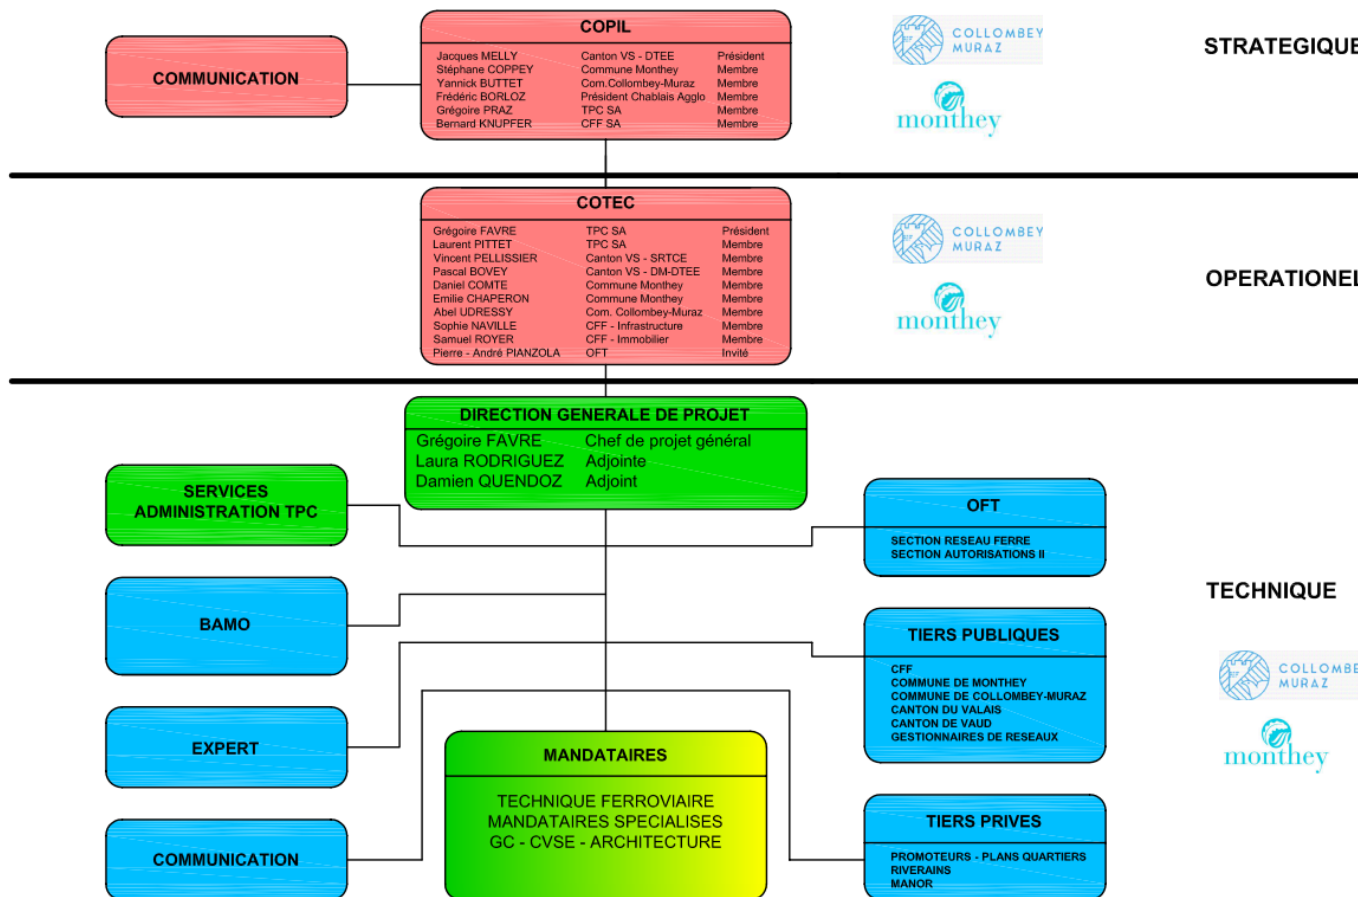 COPIL
COMMUNICATION
Jacques MELLY Canton VS - DTEE Président
Stéphane COPPEY Commune Monthey Membre
Yannick BUTTET Com.Collombey-Muraz Membre
Frédéric BORLOZ Président Chablais Agglo Membre
Grégoire PRAZ TPC SA Membre
Bernard KNUPFER CFF SA Membre
COLLOMBEY
MURAZ
monthey
STRATEGIQUE
COTEC
Grégoire FAVRE TPC SA Président
Laurent PITTET TPC SA Membre
Vincent PELLISSIER Canton VS - SRTCE Membre
Pascal BOVEY Canton VS - DM-DTEE Membre
Daniel COMTE Commune Monthey Membre
Emilie CHAPERON Commune Monthey Membre
Abel UDRESSY Com. Collombey-Muraz Membre
Sophie NAVILLE CFF - Infrastructure Membre
Samuel ROYER CFF - Immobilier Membre
Pierre - André PIANZOLA OFT Invité
COLLOMBEY
MURAZ
monthey
OPERATIONEL
DIRECTION GENERALE DE PROJET
Grégoire FAVRE Chef de projet général
Laura RODRIGUEZ Adjointe
Damien QUENDOZ Adjoint
SERVICES
ADMINISTRATION TPC
OFT
SECTION RESEAU FERRE
SECTION AUTORISATIONS II
TECHNIQUE
BAMO
TIERS PUBLIQUES
CFF
COMMUNE DE MONTHEY
COMMUNE DE COLLOMBEY-MURAZ
CANTON DU VALAIS
CANTON DE VAUD
GESTIONNAIRES DE RESEAUX
COLLOMBE
MURAZ
monthey
EXPERT
MANDATAIRES
TECHNIQUE FERROVIAIRE
MANDATAIRES SPECIALISES
GC - CVSE - ARCHITECTURE
COMMUNICATION
TIERS PRIVES
PROMOTEURS - PLANS QUARTIERS
RIVERAINS
MANOR